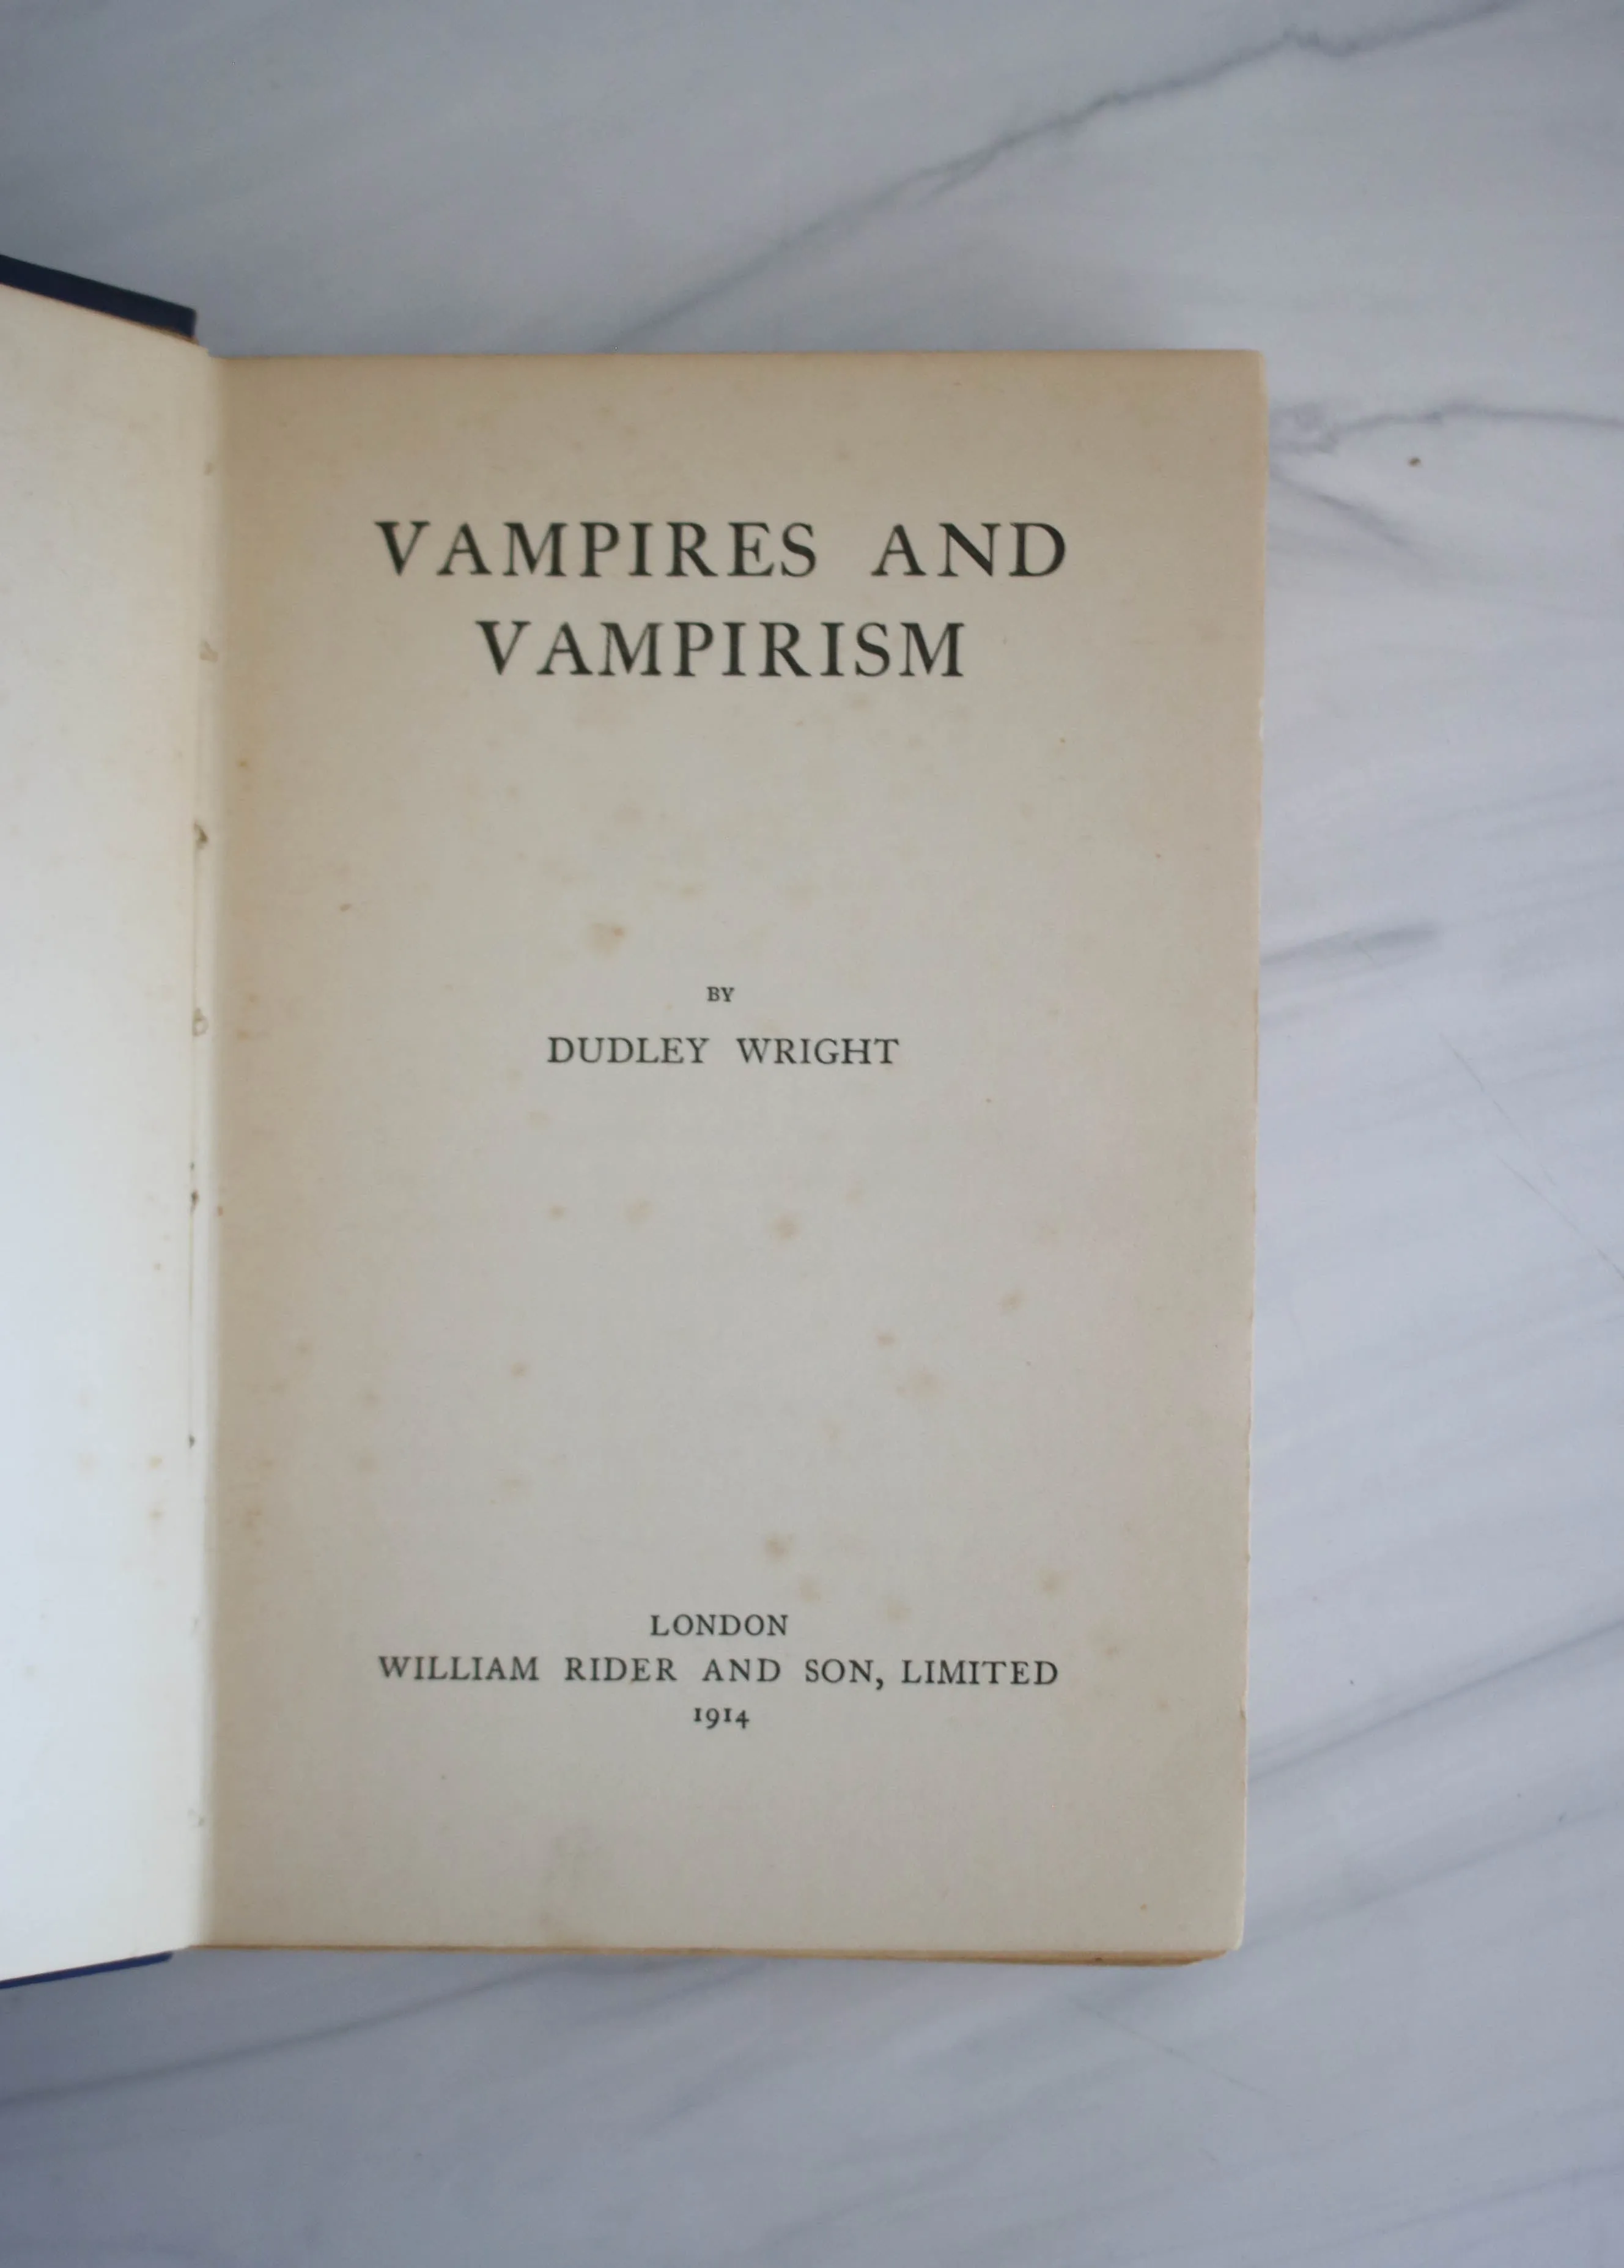 VAMPIRES AND
VAMPIRISM
BY
DUDLEY WRIGHT
LONDON
WILLIAM RIDER AND SON, LIMITED
1914